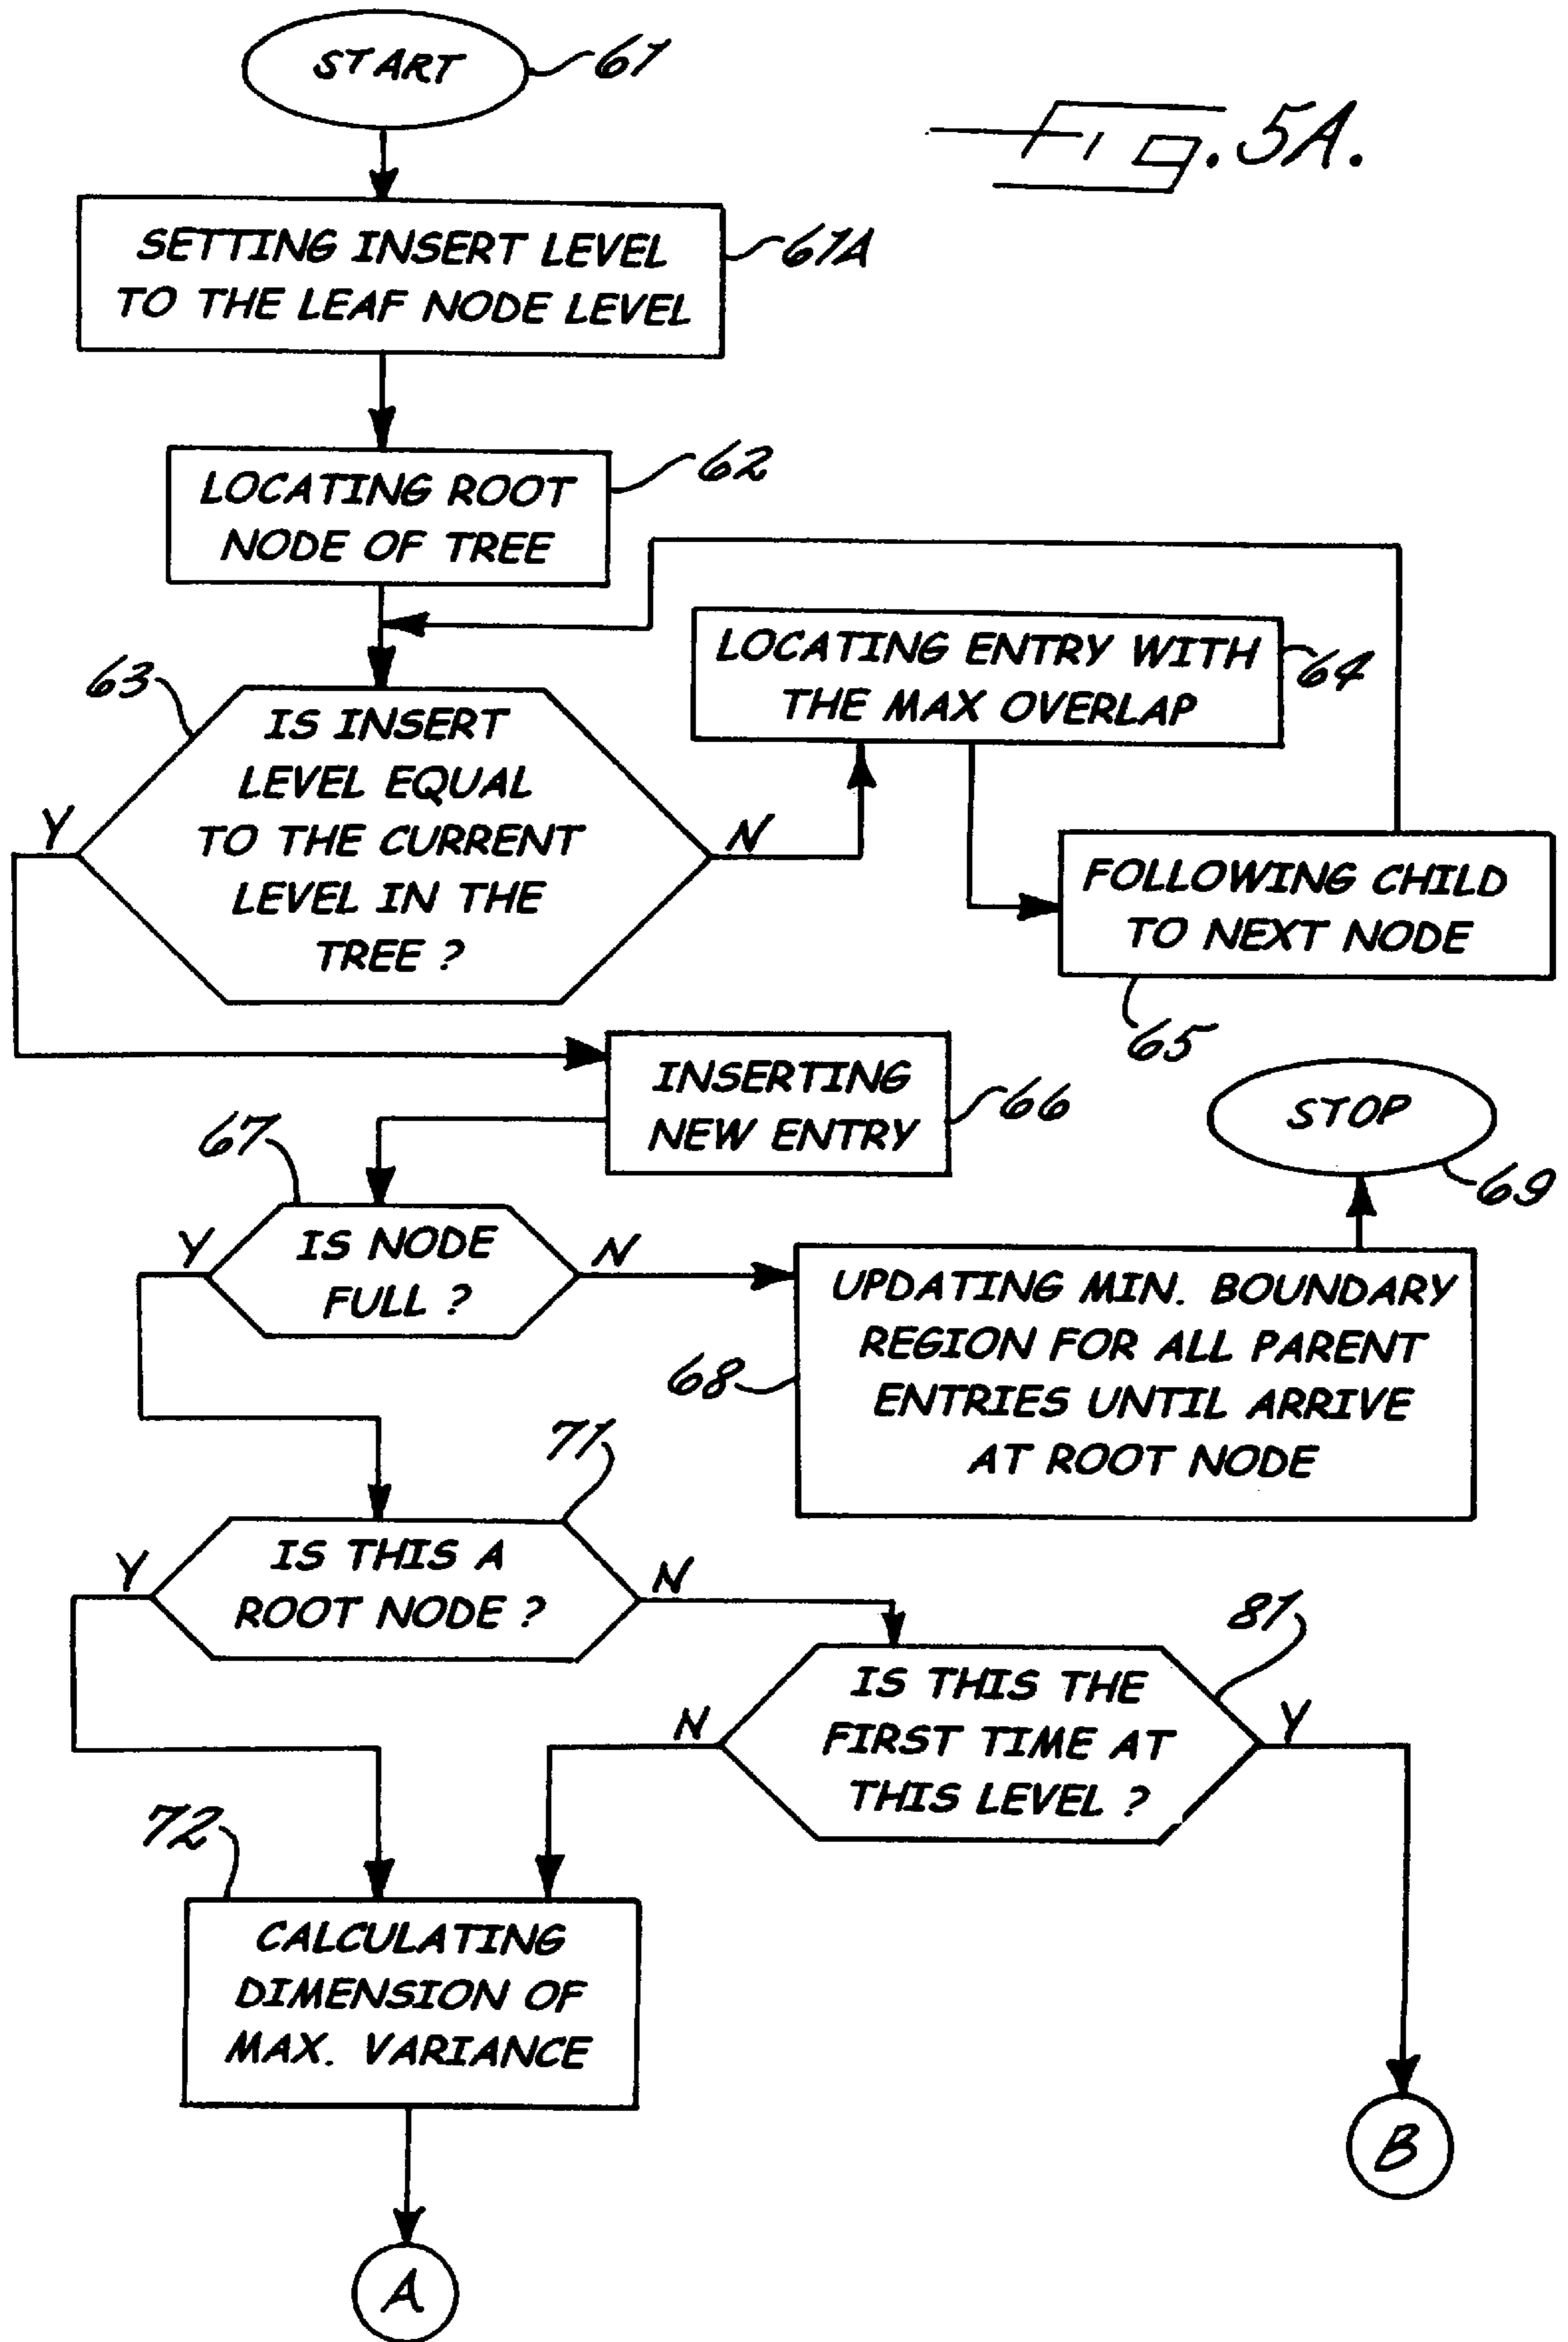 START
61
Fig. 5A.
SETTING INSERT LEVEL
TO THE LEAF NODE LEVEL
61A
LOCATING ROOT
NODE OF TREE
62
LOCATING ENTRY WITH
THE MAX OVERLAP
64
63
IS INSERT
LEVEL EQUAL
TO THE CURRENT
LEVEL IN THE
TREE ?
Y
N
FOLLOWING CHILD
TO NEXT NODE
65
INSERTING
NEW ENTRY
66
STOP
69
67
IS NODE
FULL ?
Y
N
UPDATING MIN. BOUNDARY
REGION FOR ALL PARENT
ENTRIES UNTIL ARRIVE
AT ROOT NODE
68
71
IS THIS A
ROOT NODE ?
Y
N
81
IS THIS THE
FIRST TIME AT
THIS LEVEL ?
N
Y
72
CALCULATING
DIMENSION OF
MAX. VARIANCE
B
A